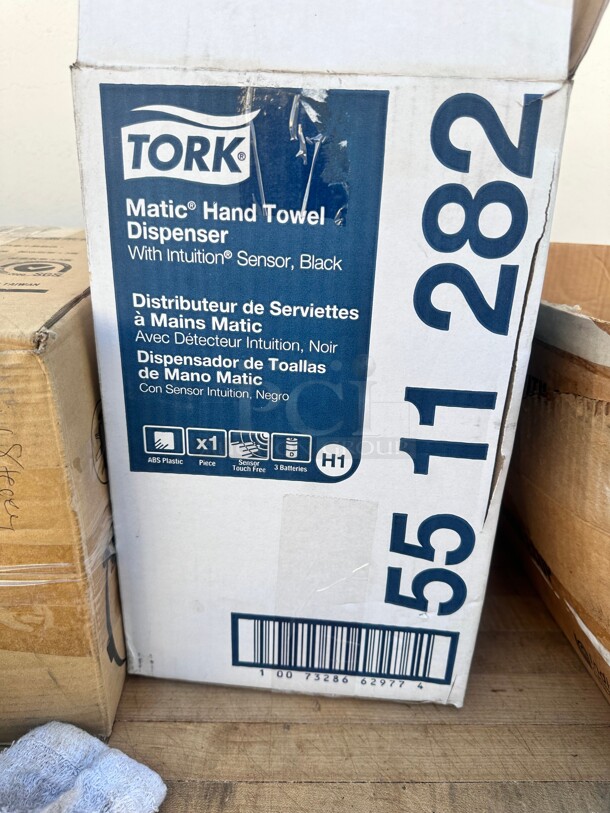 TORK®
Matic® Hand Towel
Dispenser
With Intuition® Sensor, Black
Distributeur de Serviettes
à Mains Matic
Avec Détecteur Intuition, Noir
Dispensador de Toallas
de Mano Matic
Con Sensor Intuition, Negro
x1
D
ABS Plastic
Piece
Sensor
Touch Free
3 Batteries
H1
55 11 282
1 00 73286 62977 4
PCI
GROUP